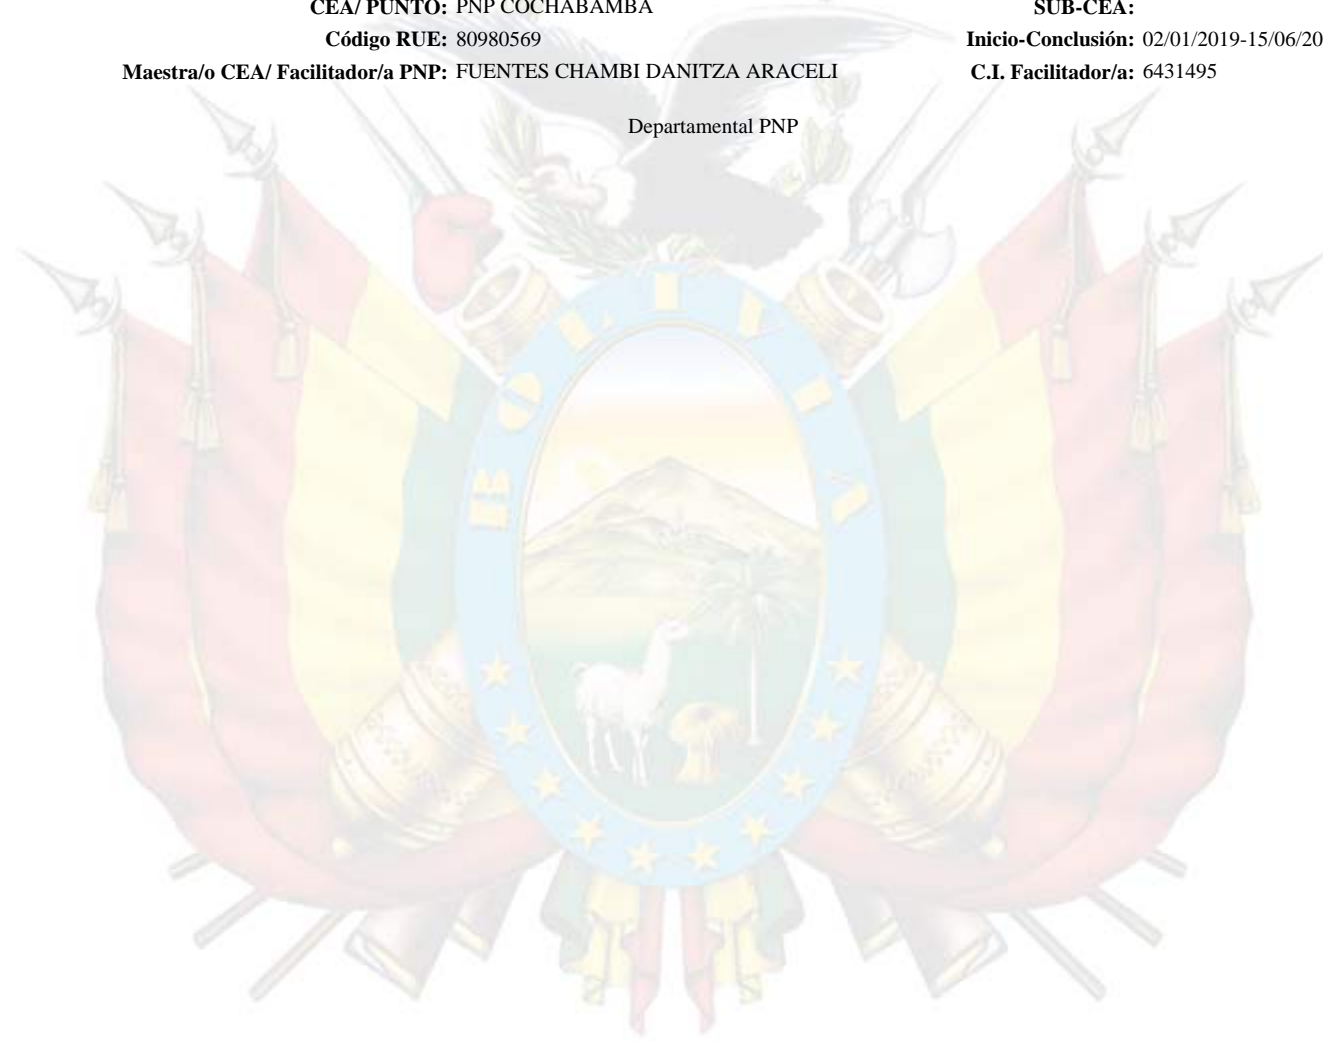 CEA/ PUNTO: PNP COCHABAMBA SUB-CEA:
Código RUE: 80980569 Inicio-Conclusión: 02/01/2019-15/06/20
Maestra/o CEA/ Facilitador/a PNP: FUENTES CHAMBI DANITZA ARACELI C.I. Facilitador/a: 6431495
Departamental PNP
BOLIVIA